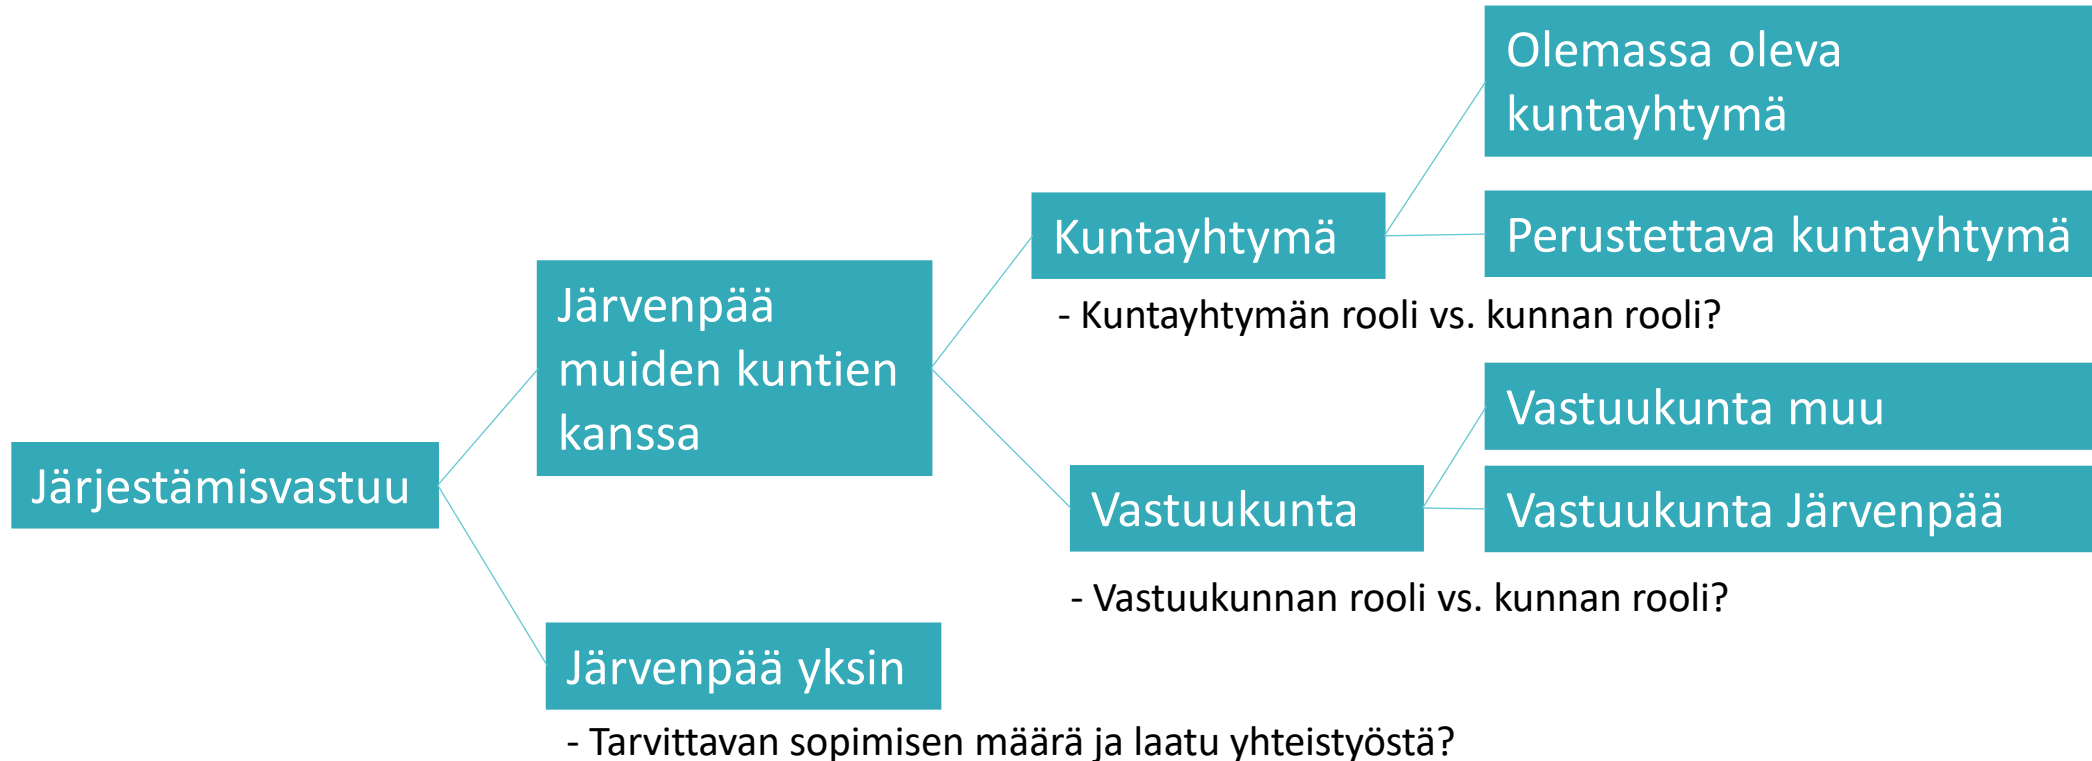 Järjestämisvastuu
Järvenpää
muiden kuntien
kanssa
Kuntayhtymä
Olemassa oleva
kuntayhtymä
Perustettava kuntayhtymä
- Kuntayhtymän rooli vs. kunnan rooli?
Vastuukunta
Vastuukunta muu
Vastuukunta Järvenpää
- Vastuukunnan rooli vs. kunnan rooli?
Järvenpää yksin
- Tarvittavan sopimisen määrä ja laatu yhteistyöstä?